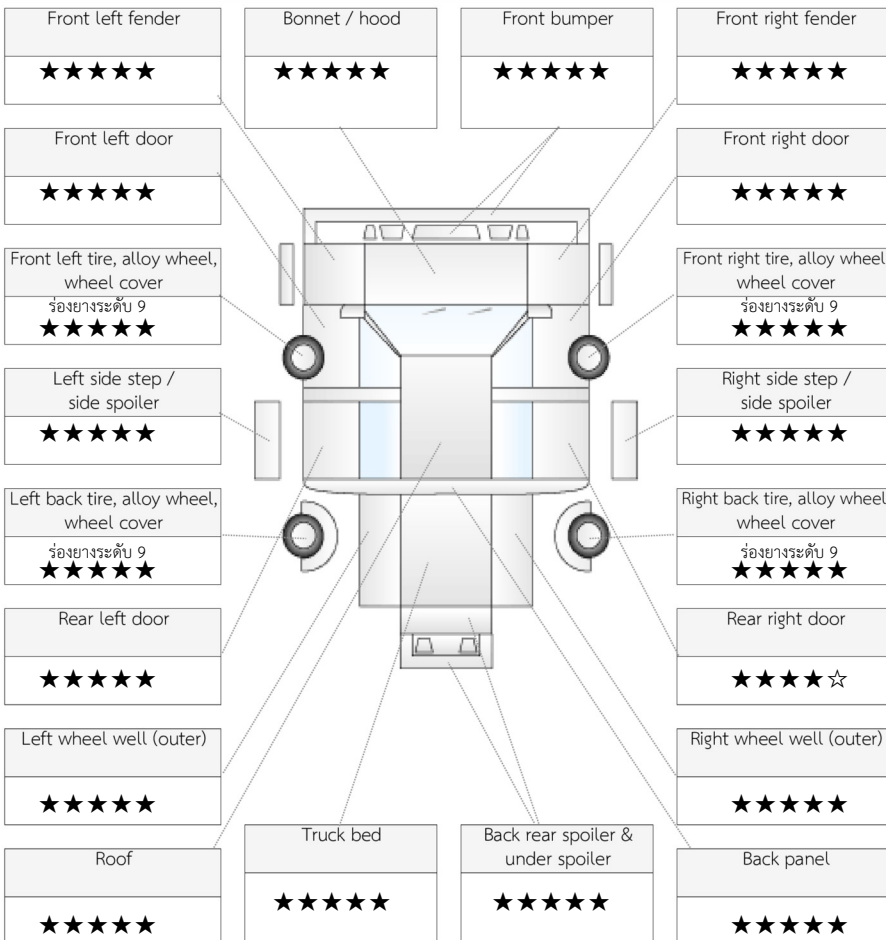 Front left fender
★★★★★
Bonnet / hood
★★★★★
Front bumper
★★★★★
Front right fender
★★★★★
Front left door
★★★★★
Front right door
★★★★★
Front left tire, alloy wheel,
wheel cover
ร่องยางระดับ 9
★★★★★
Front right tire, alloy wheel
wheel cover
ร่องยางระดับ 9
★★★★★
Left side step /
side spoiler
★★★★★
Right side step /
side spoiler
★★★★★
Left back tire, alloy wheel,
wheel cover
ร่องยางระดับ 9
★★★★★
Right back tire, alloy wheel
wheel cover
ร่องยางระดับ 9
★★★★★
Rear left door
★★★★★
Rear right door
★★★★☆
Left wheel well (outer)
★★★★★
Right wheel well (outer)
★★★★★
Roof
★★★★★
Truck bed
★★★★★
Back rear spoiler &
under spoiler
★★★★★
Back panel
★★★★★